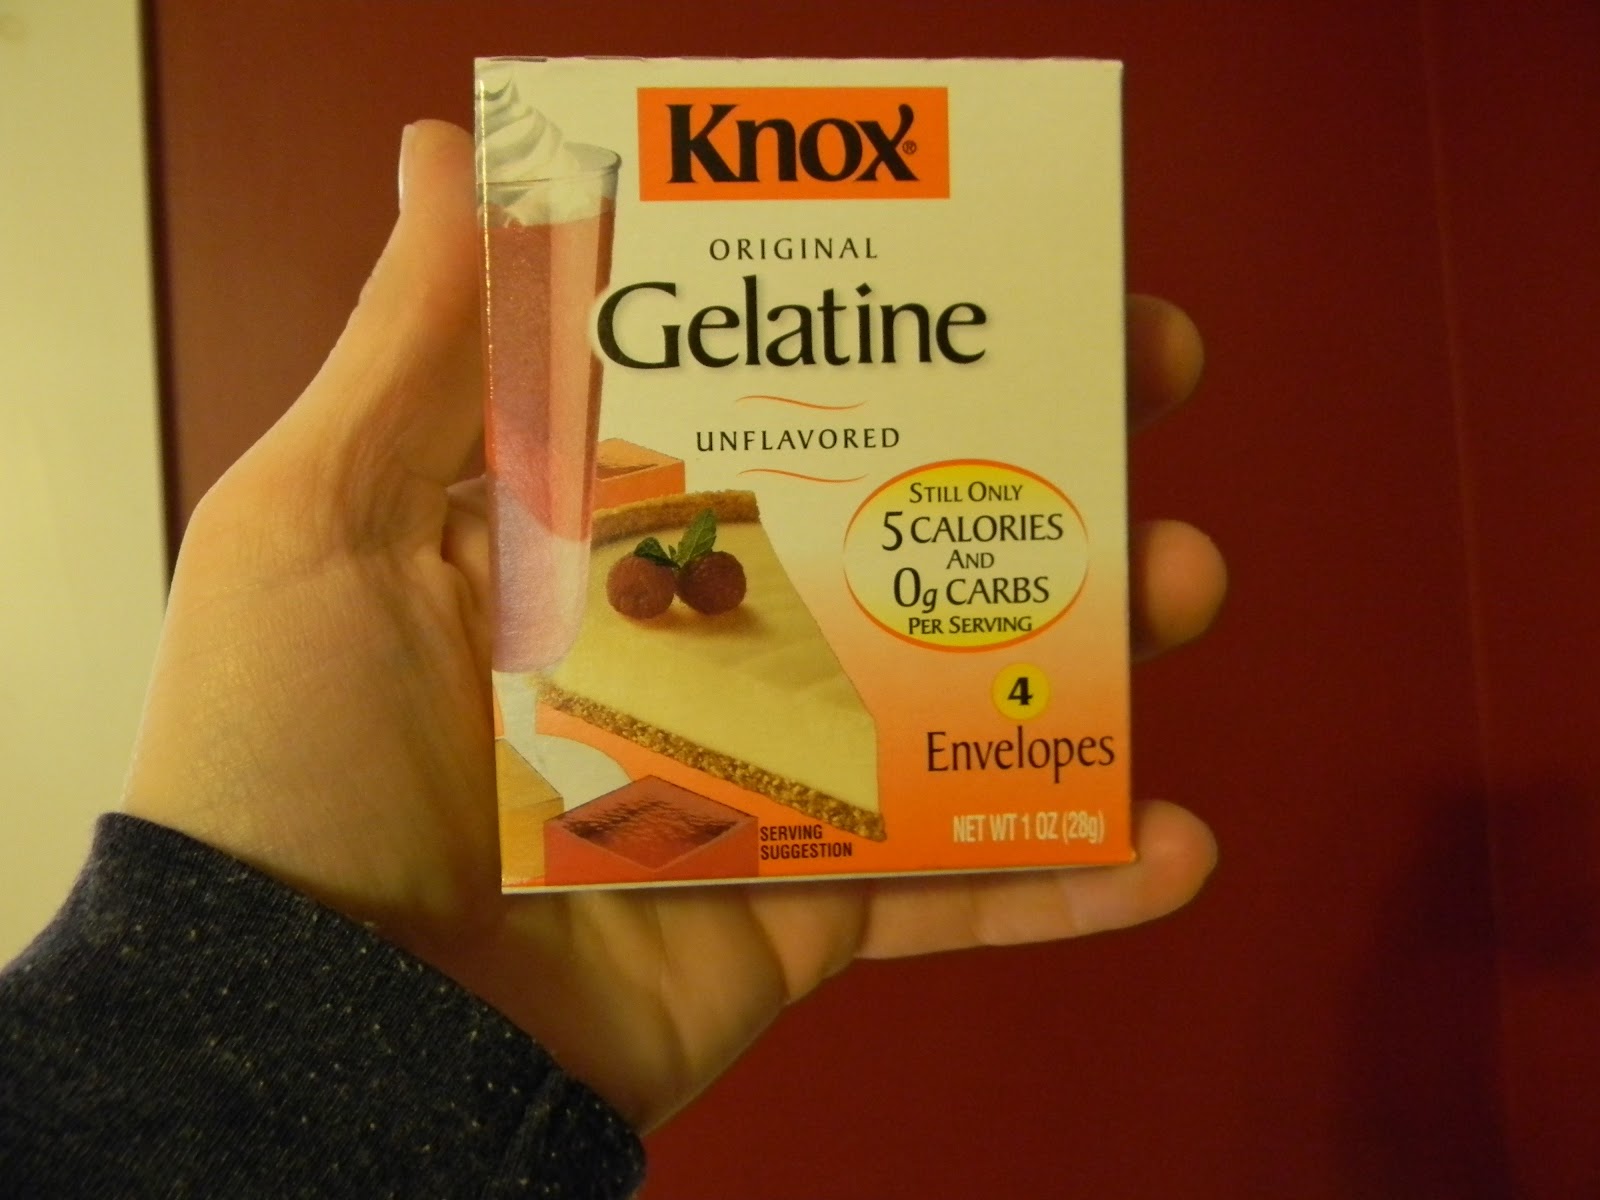 Knox®
ORIGINAL
Gelatine
UNFLAVORED
STILL ONLY
5 CALORIES
AND
0g CARBS
PER SERVING
4
Envelopes
NET WT 1 OZ (28g)
SERVING
SUGGESTION